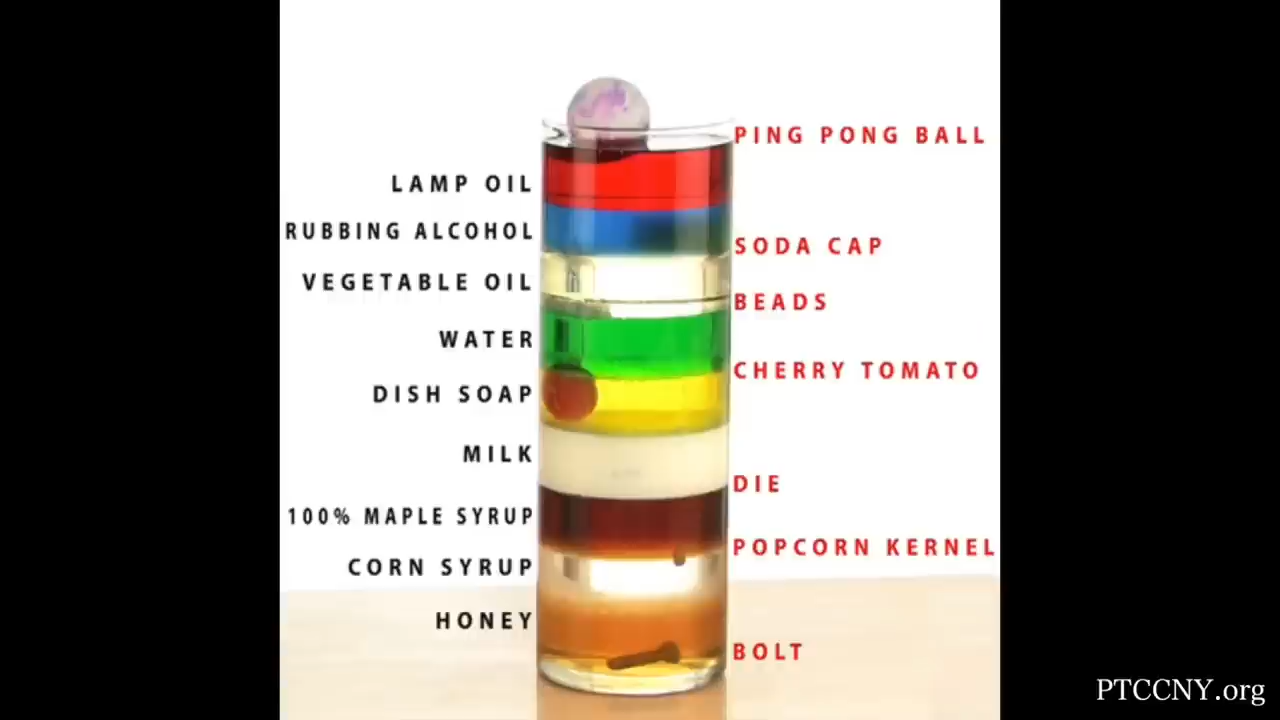 PING PONG BALL
LAMP OIL
RUBBING ALCOHOL
SODA CAP
VEGETABLE OIL
BEADS
WATER
CHERRY TOMATO
DISH SOAP
MILK
DIE
100% MAPLE SYRUP
POPCORN KERNEL
CORN SYRUP
HONEY
BOLT
PTCCNY.org